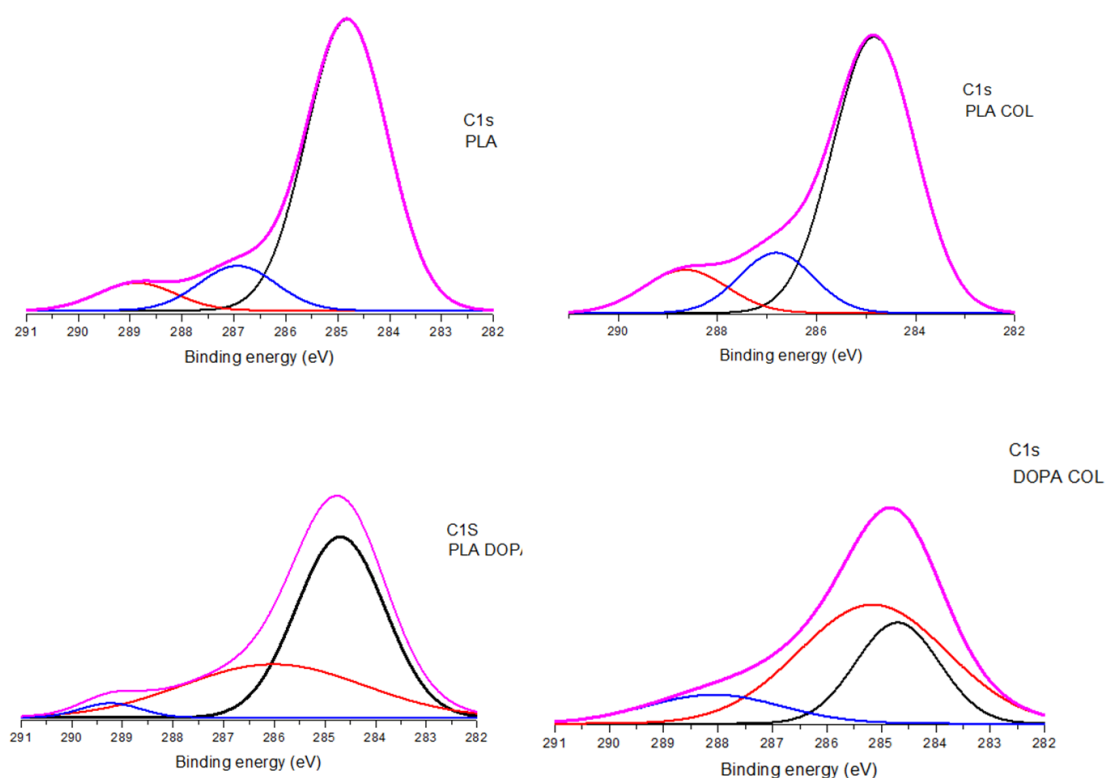 C1s
PLA
291 290 289 288 287 286 285 284 283 282
Binding energy (eV)
C1s
PLA COL
290 288 286 284 282
Binding energy (eV)
C1S
PLA DOP
291 290 289 288 287 286 285 284 283 282
Binding energy (eV)
C1s
DOPA COL
291 290 289 288 287 286 285 284 283 282
Binding energy (eV)